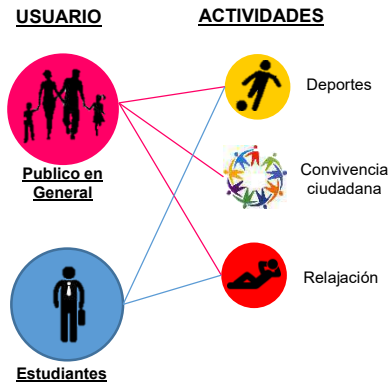 USUARIO
ACTIVIDADES
Deportes
Publico en
General
Convivencia
ciudadana
Relajación
Estudiantes